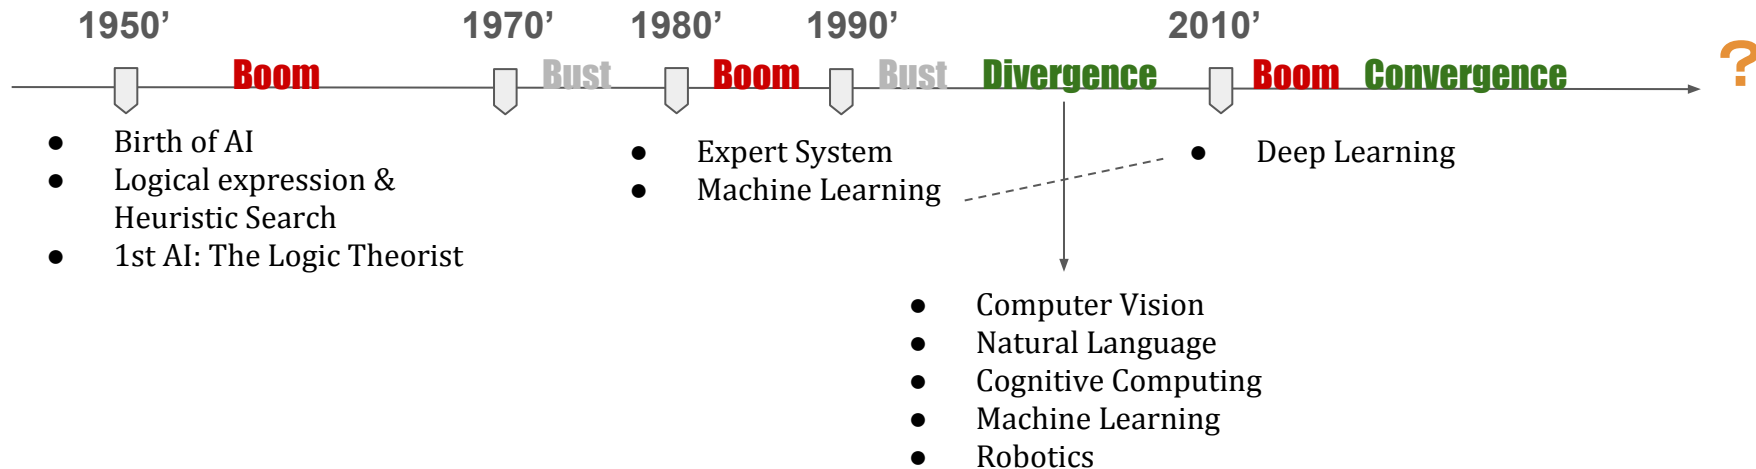 1950’ 1970’ 1980’ 1990’ 2010’
Boom Bust Boom Bust Divergence Boom Convergence ?
● Birth of AI
● Logical expression &
Heuristic Search
● 1st AI: The Logic Theorist
● Expert System
● Machine Learning
● Deep Learning
● Computer Vision
● Natural Language
● Cognitive Computing
● Machine Learning
● Robotics